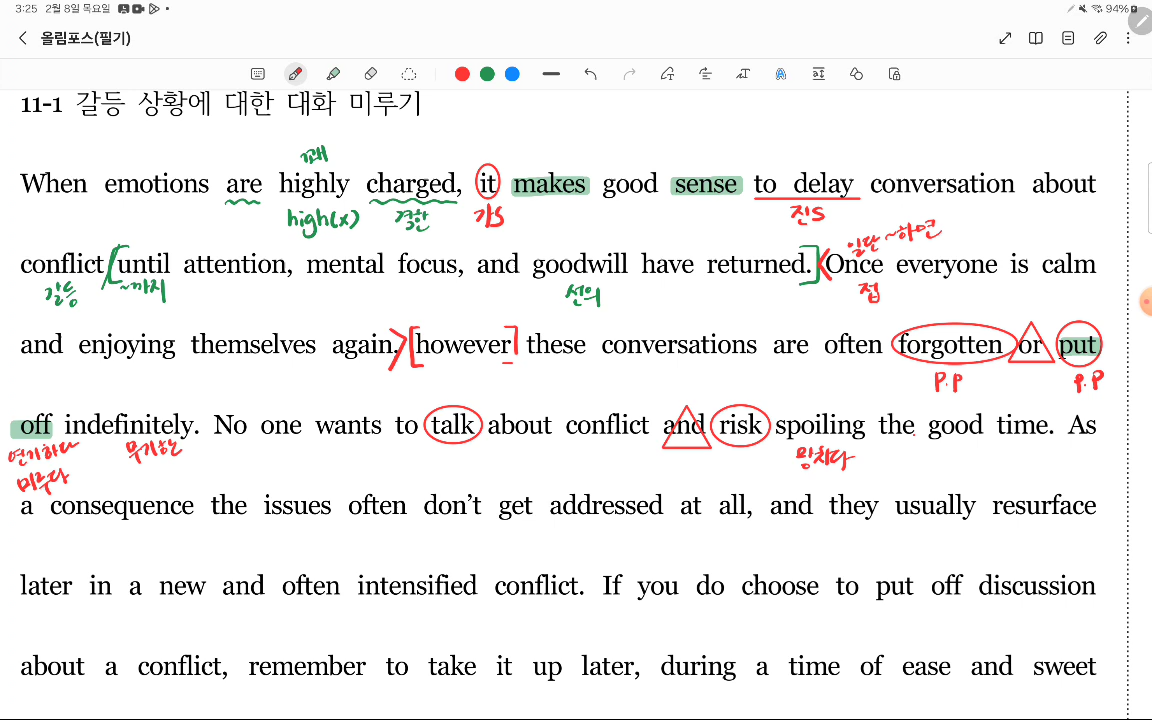 3:25 2월 8일 목요일
94%
올림포스(필기)
11-1 갈등 상황에 대한 대화 미루기
꽤
When emotions are highly charged, it makes good sense to delay conversation about
high(x) 격한 가S 진S
일단 ~하면
conflict until attention, mental focus, and goodwill have returned. Once everyone is calm
갈등 ~까지 선의 접
and enjoying themselves again, however these conversations are often forgotten or put
P.P P.P
off indefinitely. No one wants to talk about conflict and risk spoiling the good time. As
연기하다 무기한 망치다
미루다
a consequence the issues often don’t get addressed at all, and they usually resurface
later in a new and often intensified conflict. If you do choose to put off discussion
about a conflict, remember to take it up later, during a time of ease and sweet